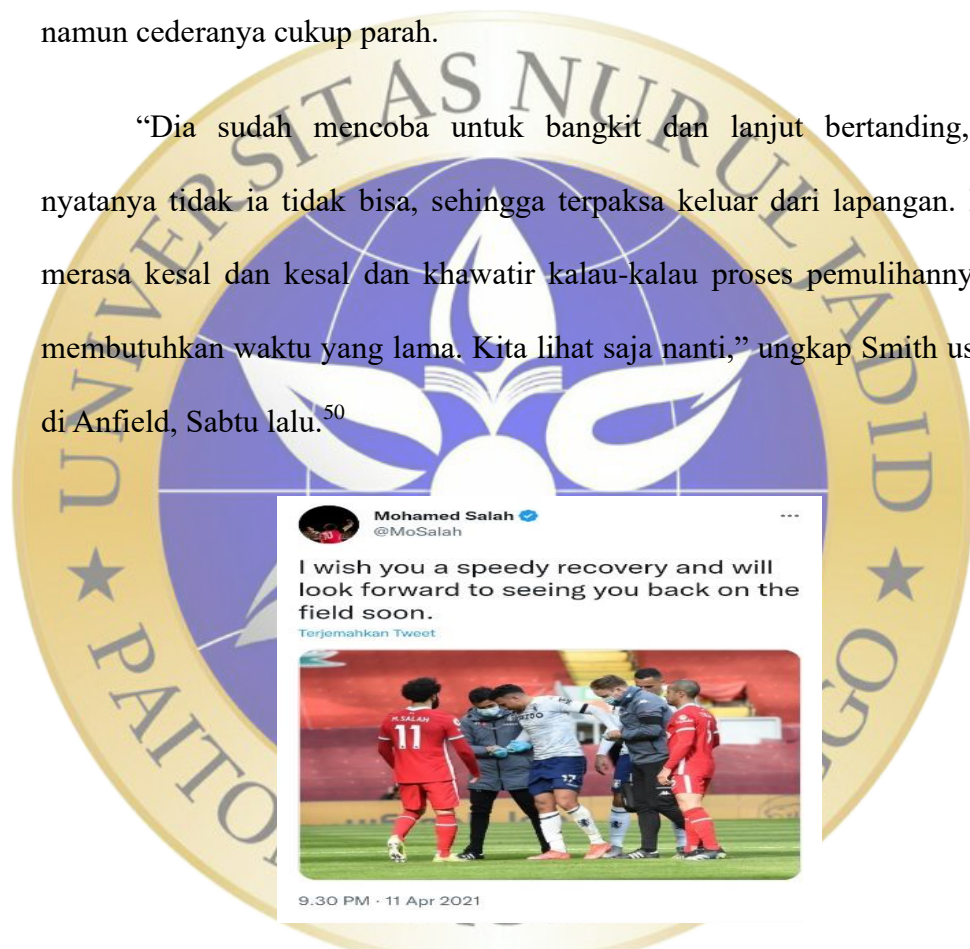 namun cederanya cukup parah.
“Dia sudah mencoba untuk bangkit dan lanjut bertanding,
nyatanya tidak ia tidak bisa, sehingga terpaksa keluar dari lapangan.
merasa kesal dan kesal dan khawatir kalau-kalau proses pemulihanny
membutuhkan waktu yang lama. Kita lihat saja nanti,” ungkap Smith us
di Anfield, Sabtu lalu.50
UNIVERSITAS NURUL JADID
PAITO
Mohamed Salah
@MoSalah
I wish you a speedy recovery and will
look forward to seeing you back on the
field soon.
Terjemahkan Tweet
M.SALAH
11
17
9.30 PM · 11 Apr 2021